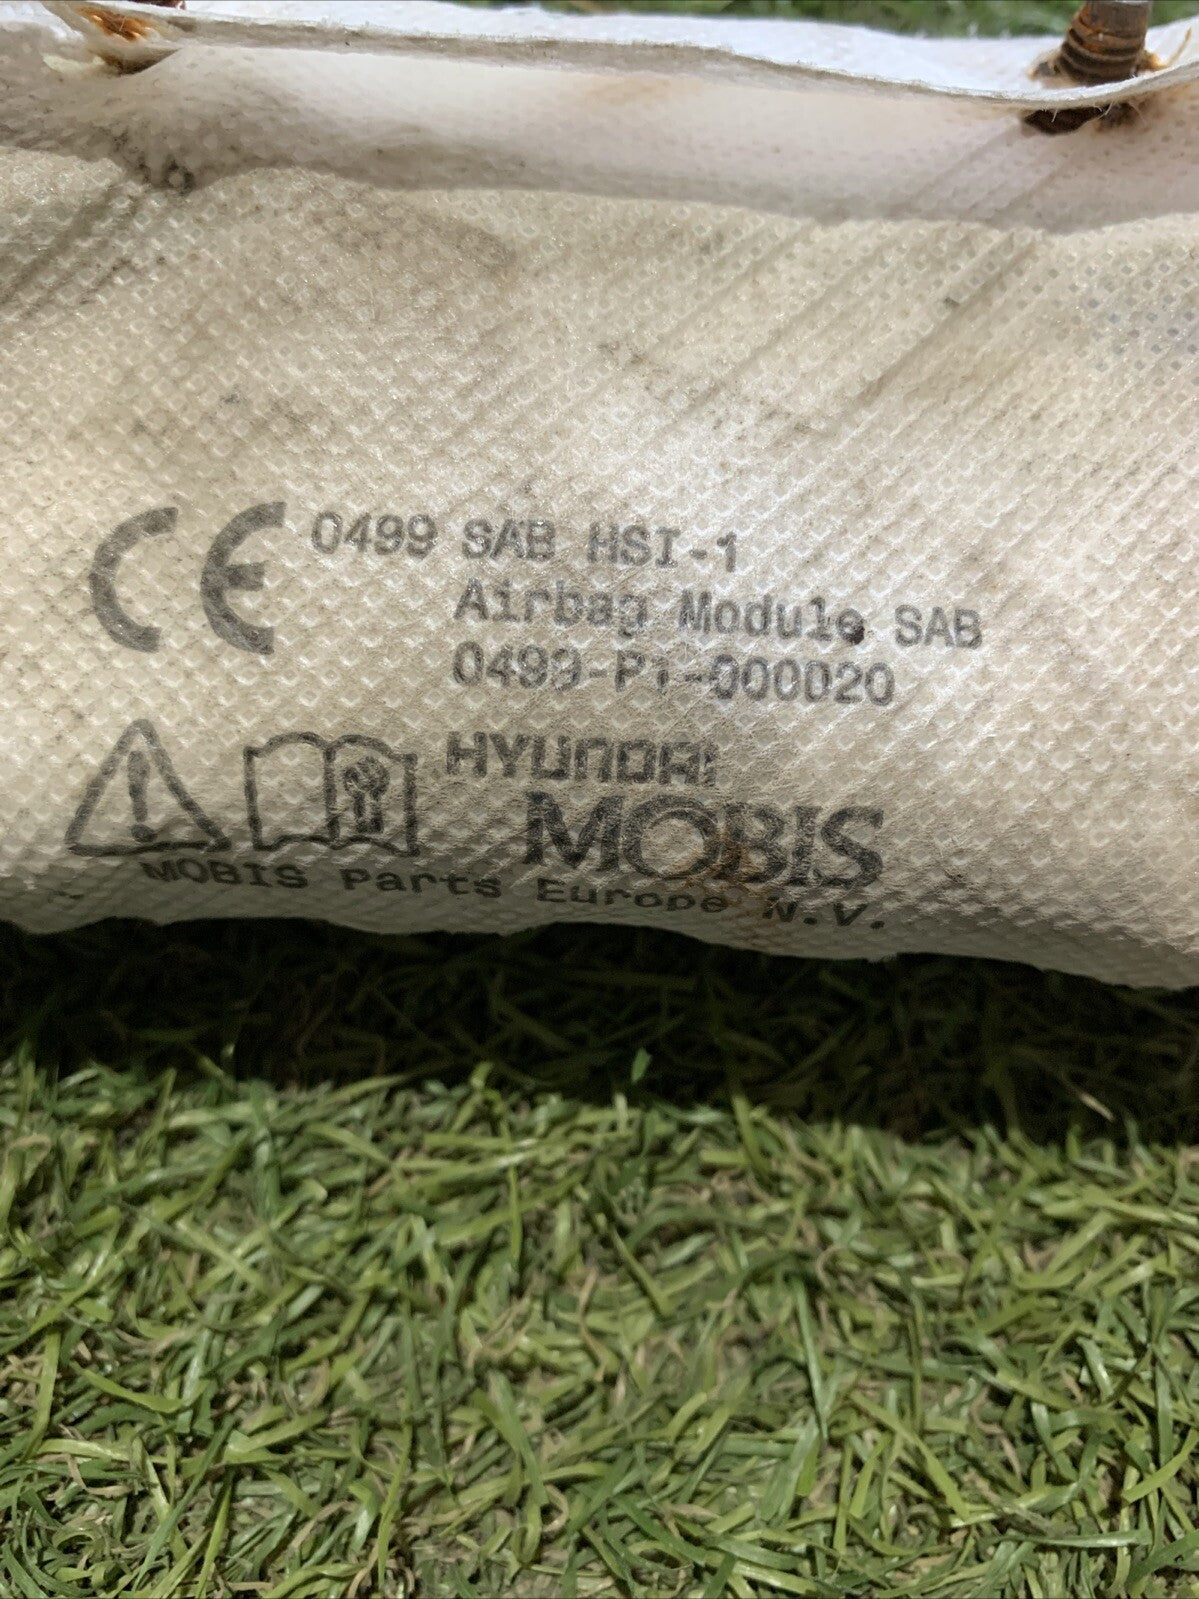 CE 0499 SAB HSI-1
Airbag Module SAB
0499-P1-000020
HYUNDAI
MOBIS
MOBIS Parts Europe N.V.